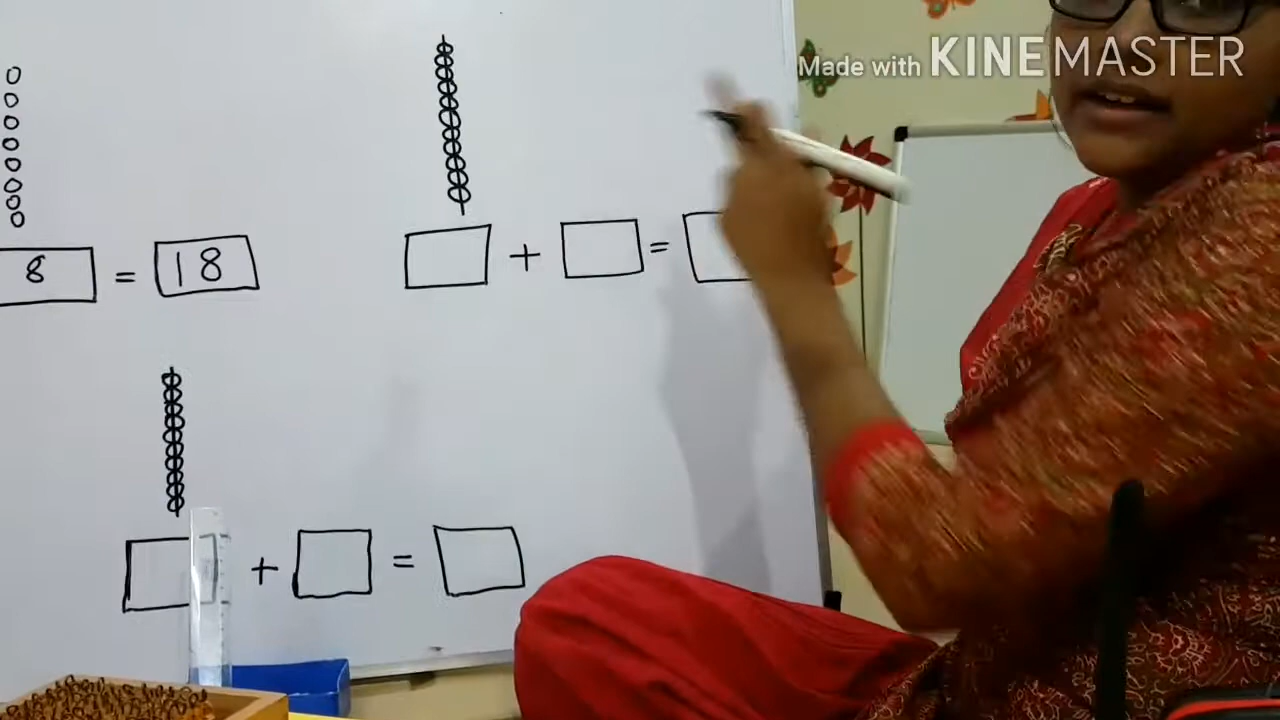 Made with KINEMASTER
8 = 18
+ =
+ =